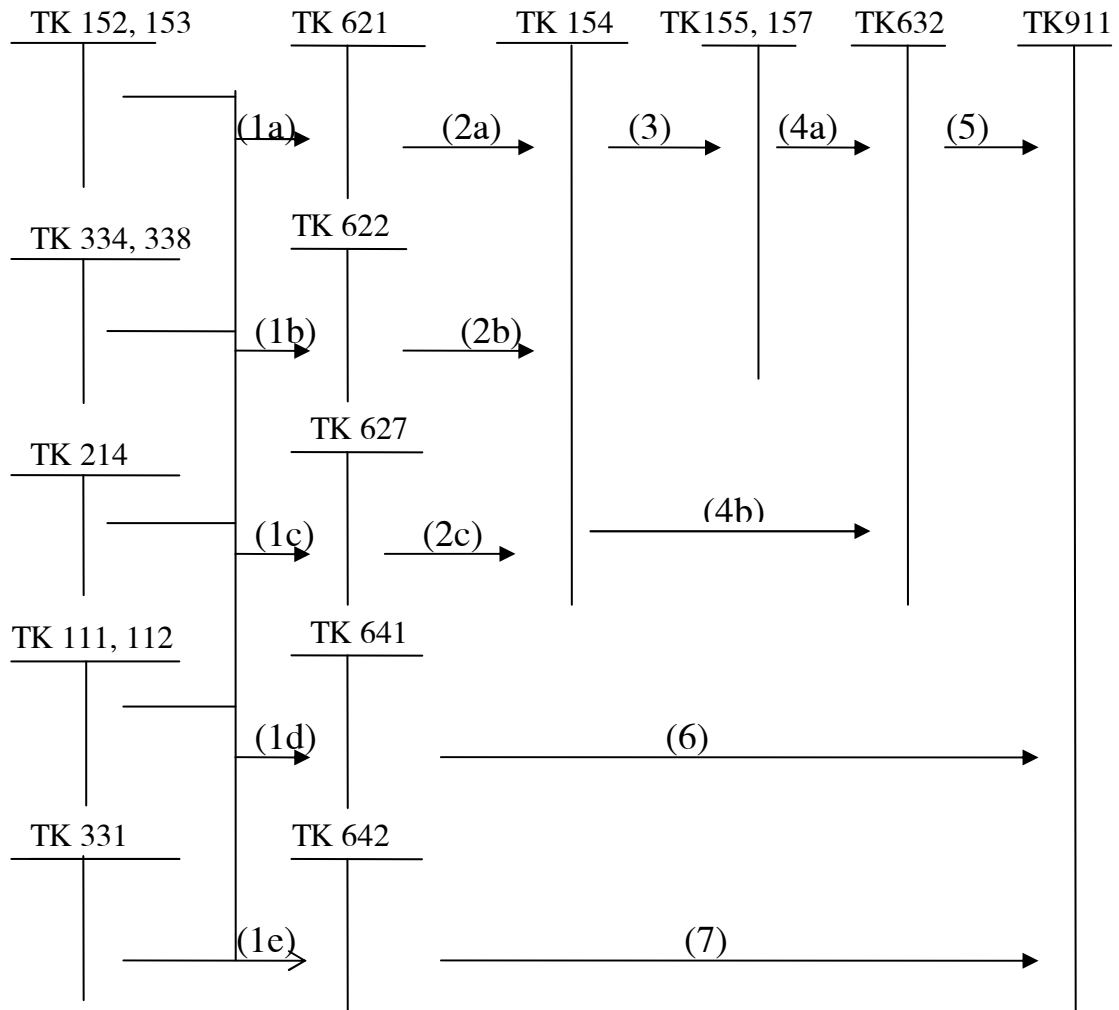 TK 152, 153 TK 621 TK 154 TK155, 157 TK632 TK911
(1a) (2a) (3) (4a) (5)
TK 334, 338 TK 622
(1b) (2b)
TK 214 TK 627
(1c) (2c) (4b)
TK 111, 112 TK 641
(1d) (6)
TK 331 TK 642
(1e) (7)